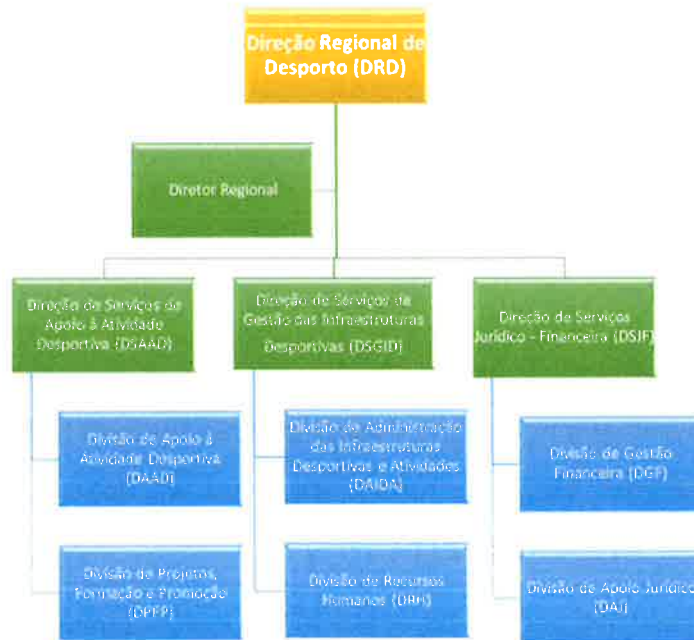 Direção Regional de
Desporto (DRD)
Diretor Regional
Direção de Serviços de
Apoio à Atividade
Desportiva (DSAAD)
Direção de Serviços de
Gestão das Infraestruturas
Desportivas (DSGID)
Direção de Serviços
Jurídico - Financeira (DSJF)
Divisão de Apoio à
Atividade Desportiva
(DAAD)
Divisão de Administração
das Infraestruturas
Desportivas e Atividades
(DAIDA)
Divisão de Gestão
Financeira (DGF)
Divisão de Projetos,
Formação e Promoção
(DPFP)
Divisão de Recursos
Humanos (DRH)
Divisão de Apoio Jurídico
(DAJ)